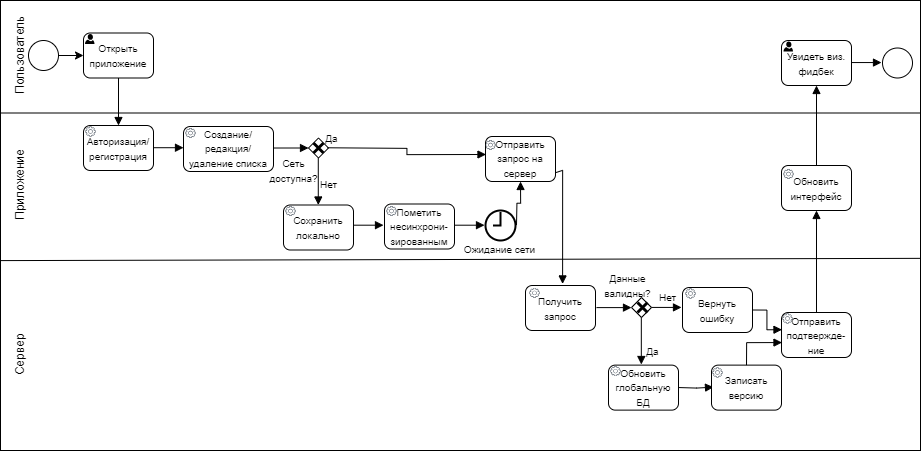 Пользователь
Открыть
приложение
Увидеть виз.
фидбек
Приложение
Авторизация/
регистрация
Создание/
редакция/
удаление списка
Сеть
доступна?
Да
Нет
Отправить
запрос на
сервер
Сохранить
локально
Пометить
несинхрони-
зированным
Ожидание сети
Обновить
интерфейс
Сервер
Получить
запрос
Данные
валидны?
Нет
Да
Вернуть
ошибку
Отправить
подтвержде-
ние
Обновить
глобальную
БД
Записать
версию